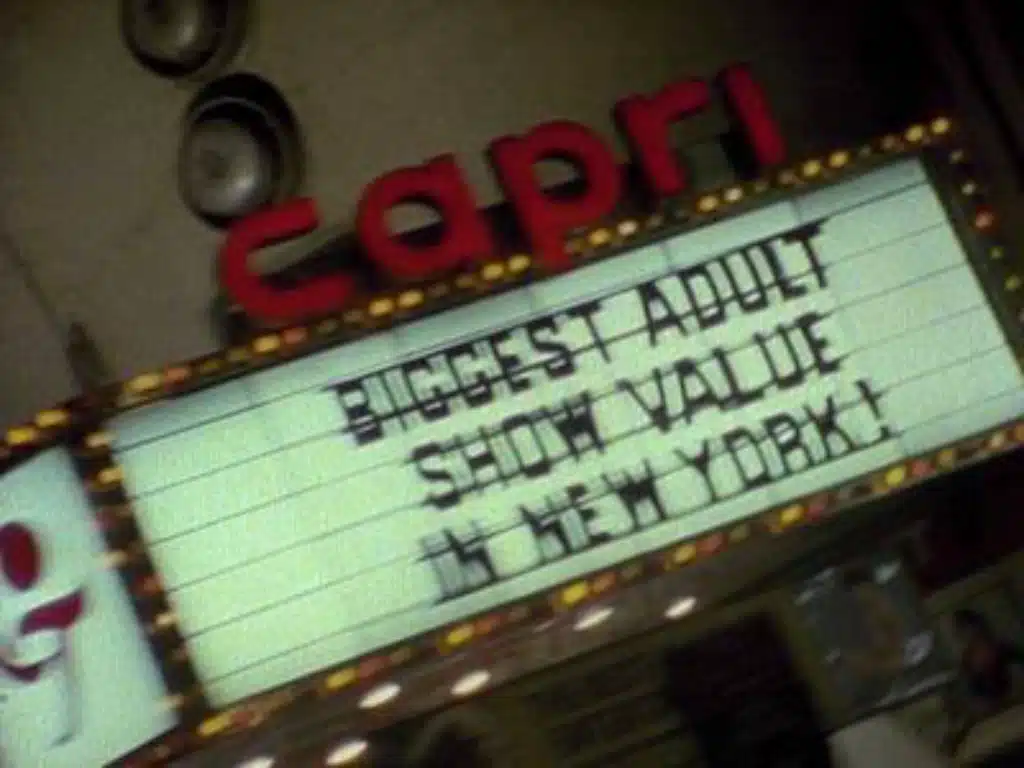 capri
BIGGEST ADULT
SHOW VALUE
IN NEW YORK!